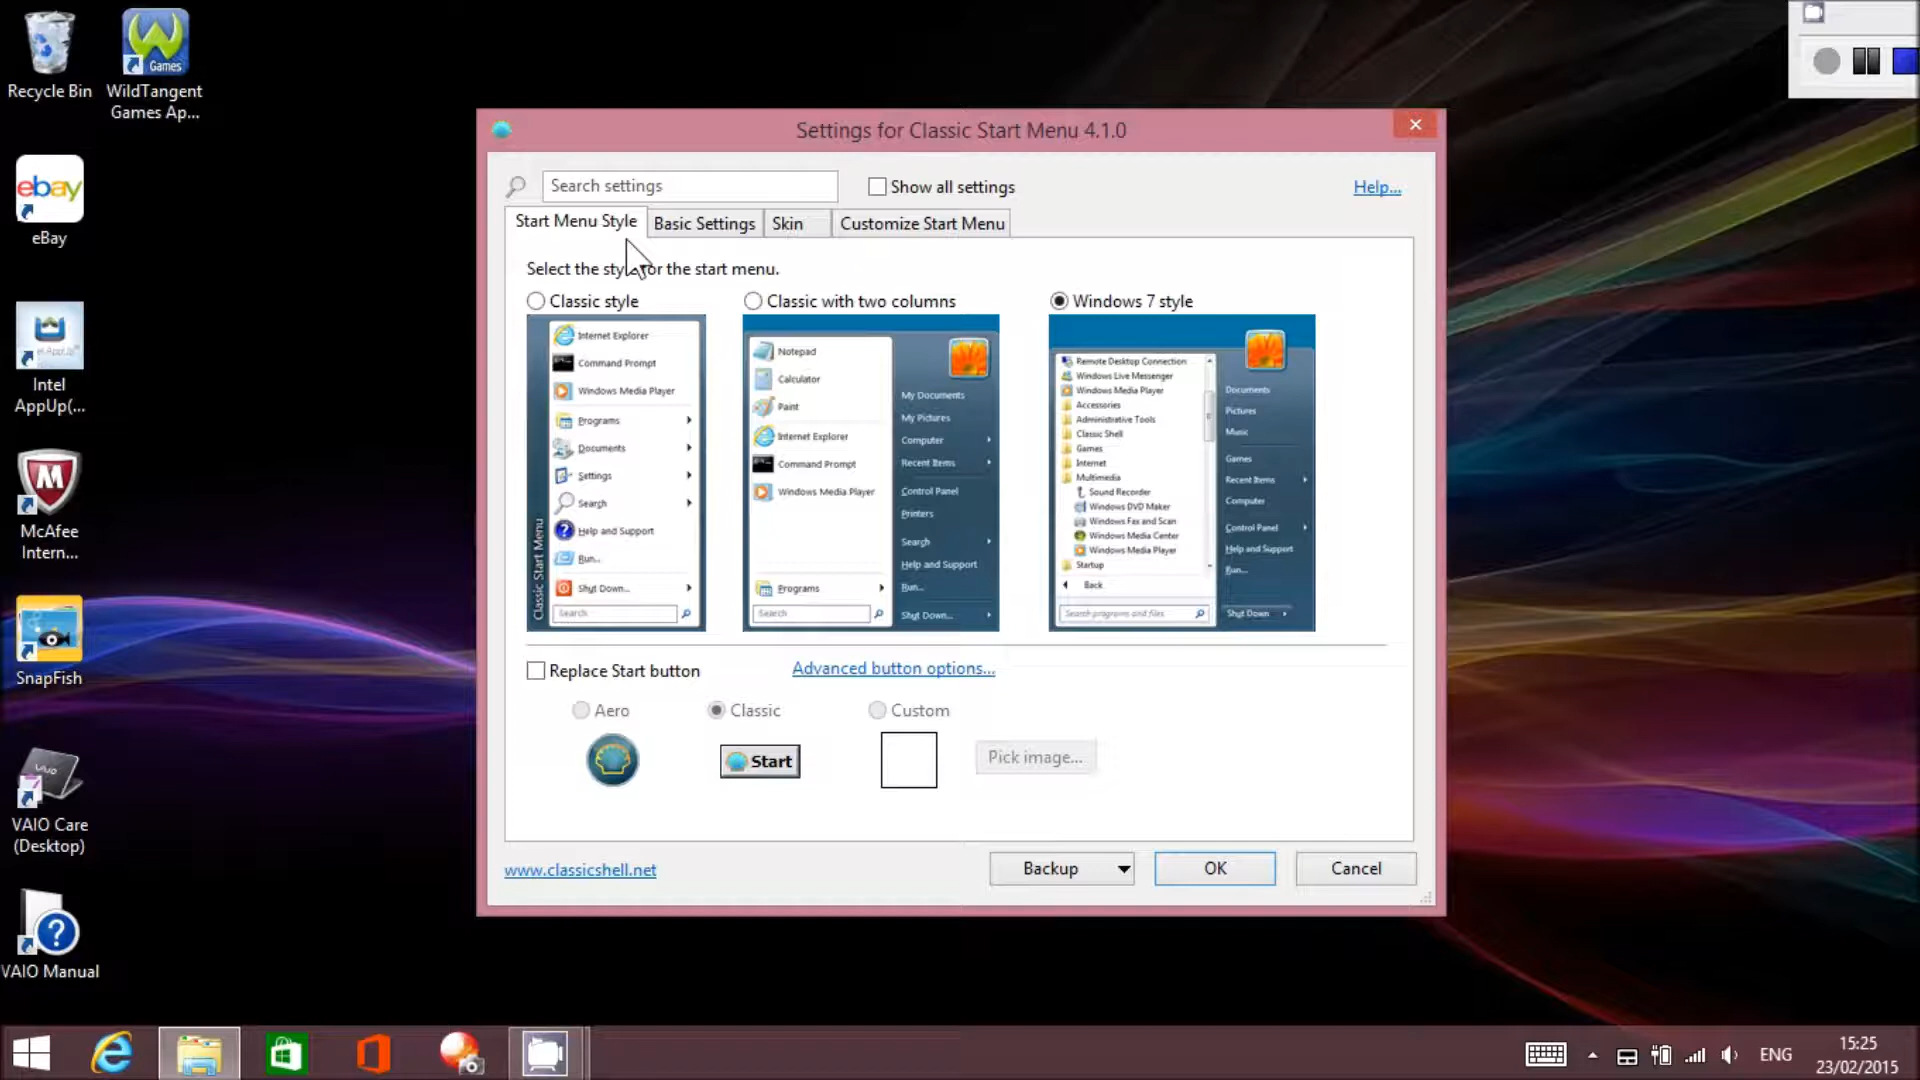 Recycle Bin
WildTangent
Games Ap...
Games
ebay
eBay
Intel
AppUp(...
McAfee
Intern...
SnapFish
VAIO
VAIO Care
(Desktop)
VAIO Manual
Settings for Classic Start Menu 4.1.0
Search settings
Show all settings
Help...
Start Menu Style
Basic Settings
Skin
Customize Start Menu
Select the sty or the start menu.
Classic style
Classic with two columns
Windows 7 style
Internet Explorer
Command Prompt
Windows Media Player
Programs
Documents
Settings
Search
Help and Support
Run...
Shut Down...
Search
Classic Start Menu
Notepad
Calculator
Paint
Internet Explorer
Command Prompt
Windows Media Player
Programs
Search
My Documents
My Pictures
Computer
Recent Items
Control Panel
Printers
Search
Help and Support
Run...
Shut Down...
Remote Desktop Connection
Windows Live Messenger
Windows Media Player
Accessories
Administrative Tools
Classic Shell
Games
Internet
Multimedia
Sound Recorder
Windows DVD Maker
Windows Fax and Scan
Windows Media Center
Windows Media Player
Startup
Back
Search programs and files
Documents
Pictures
Music
Games
Recent Items
Computer
Control Panel
Help and Support
Run...
Shut Down
Replace Start button
Advanced button options...
Aero
Classic
Custom
Start
Pick image...
www.classicshell.net
Backup
OK
Cancel
ENG
15:25
23/02/2015